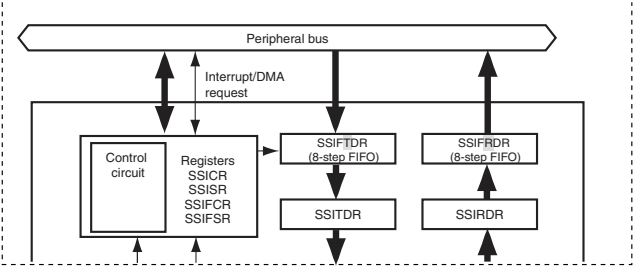 Peripheral bus
Interrupt/DMA
request
Control
circuit
Registers
SSICR
SSISR
SSIFCR
SSIFSR
SSIFTDR
(8-step FIFO)
SSIFRDR
(8-step FIFO)
SSITDR
SSIRDR